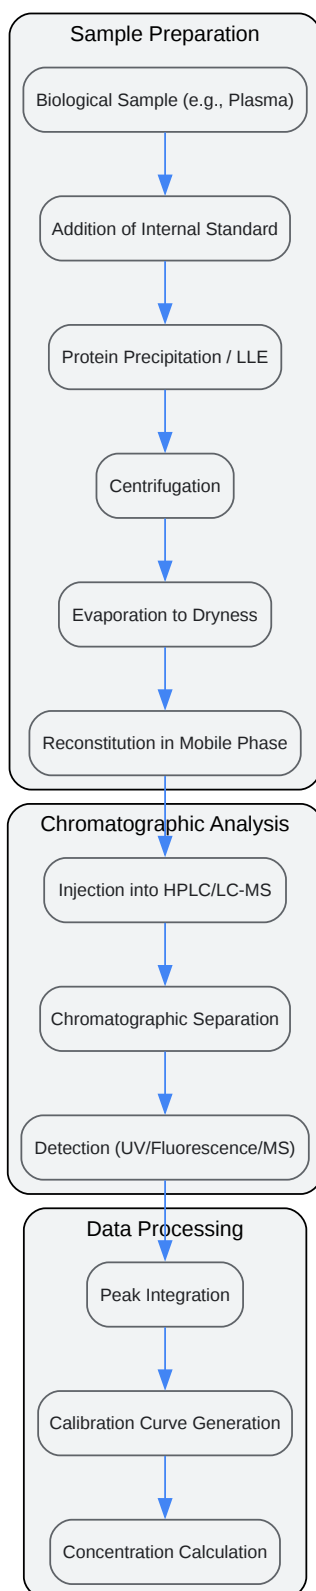 Sample Preparation
Biological Sample (e.g., Plasma)
Addition of Internal Standard
Protein Precipitation / LLE
Centrifugation
Evaporation to Dryness
Reconstitution in Mobile Phase
Chromatographic Analysis
Injection into HPLC/LC-MS
Chromatographic Separation
Detection (UV/Fluorescence/MS)
Data Processing
Peak Integration
Calibration Curve Generation
Concentration Calculation